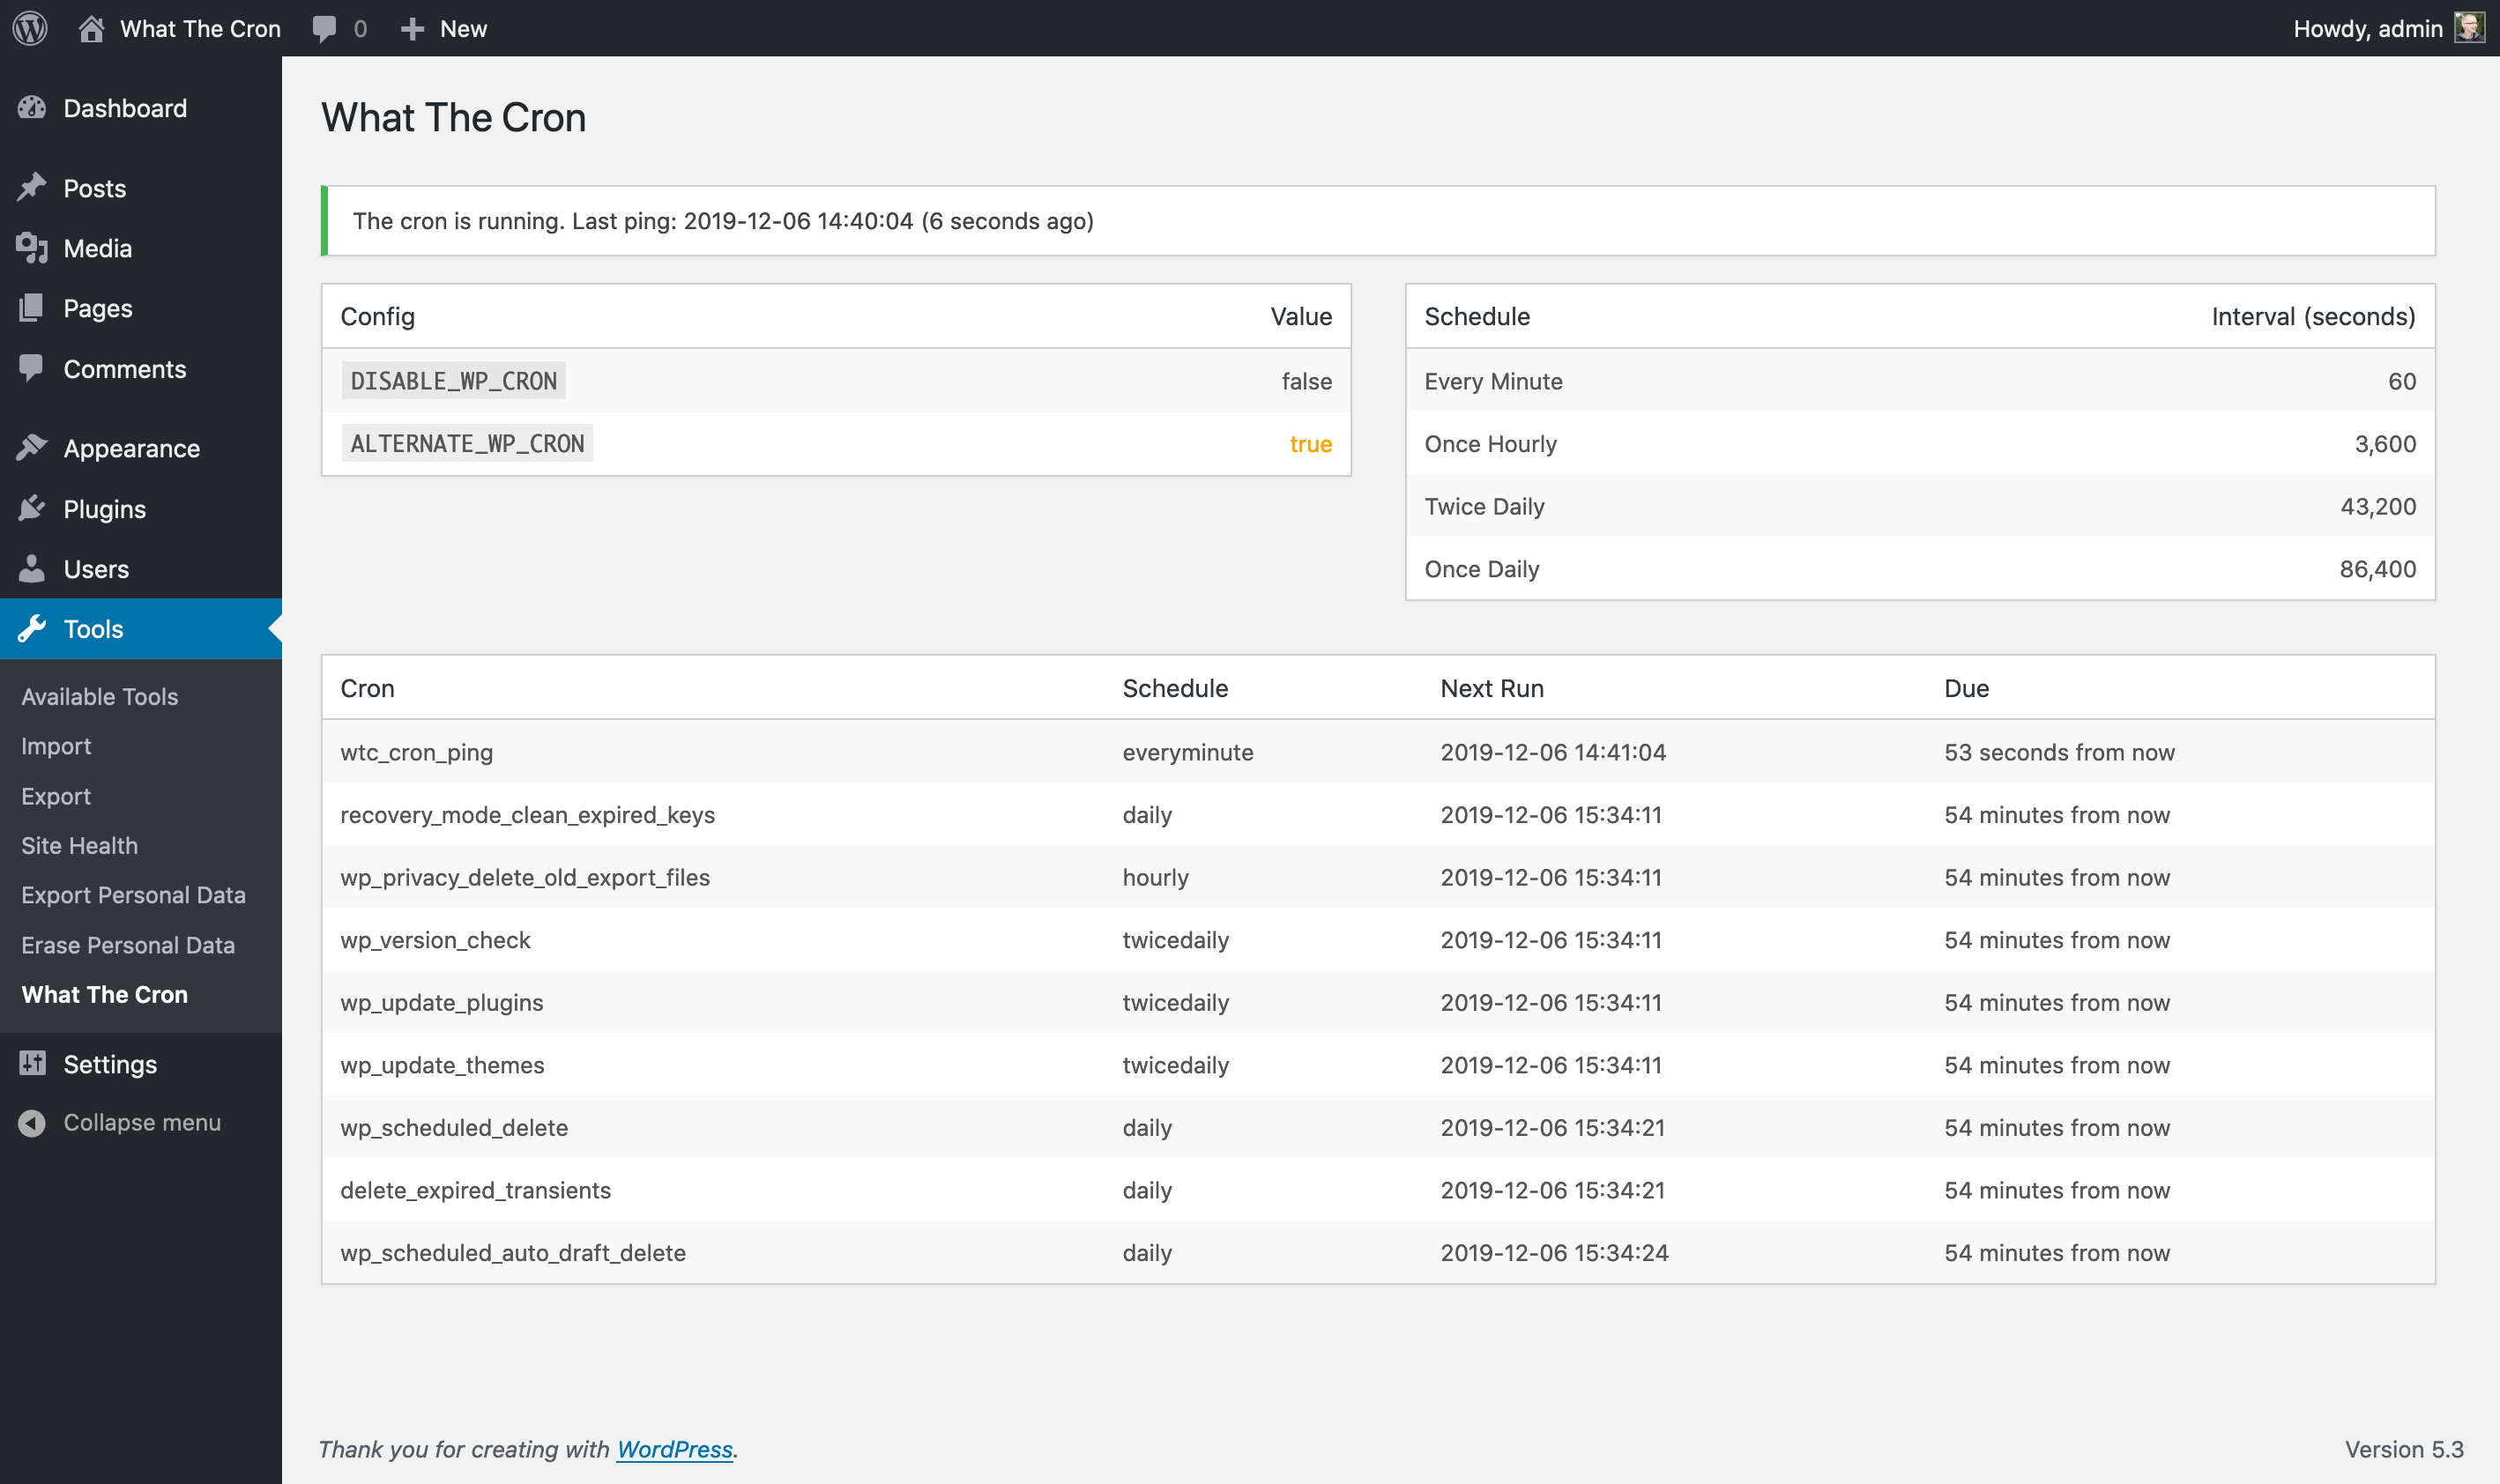 What The Cron 0 New Howdy, admin
Dashboard
Posts
Media
Pages
Comments
Appearance
Plugins
Users
Tools
Available Tools
Import
Export
Site Health
Export Personal Data
Erase Personal Data
What The Cron
Settings
Collapse menu
What The Cron
The cron is running. Last ping: 2019-12-06 14:40:04 (6 seconds ago)
Config Value
DISABLE_WP_CRON false
ALTERNATE_WP_CRON true
Schedule Interval (seconds)
Every Minute 60
Once Hourly 3,600
Twice Daily 43,200
Once Daily 86,400
Cron Schedule Next Run Due
wtc_cron_ping everyminute 2019-12-06 14:41:04 53 seconds from now
recovery_mode_clean_expired_keys daily 2019-12-06 15:34:11 54 minutes from now
wp_privacy_delete_old_export_files hourly 2019-12-06 15:34:11 54 minutes from now
wp_version_check twicedaily 2019-12-06 15:34:11 54 minutes from now
wp_update_plugins twicedaily 2019-12-06 15:34:11 54 minutes from now
wp_update_themes twicedaily 2019-12-06 15:34:11 54 minutes from now
wp_scheduled_delete daily 2019-12-06 15:34:21 54 minutes from now
delete_expired_transients daily 2019-12-06 15:34:21 54 minutes from now
wp_scheduled_auto_draft_delete daily 2019-12-06 15:34:24 54 minutes from now
Thank you for creating with WordPress. Version 5.3